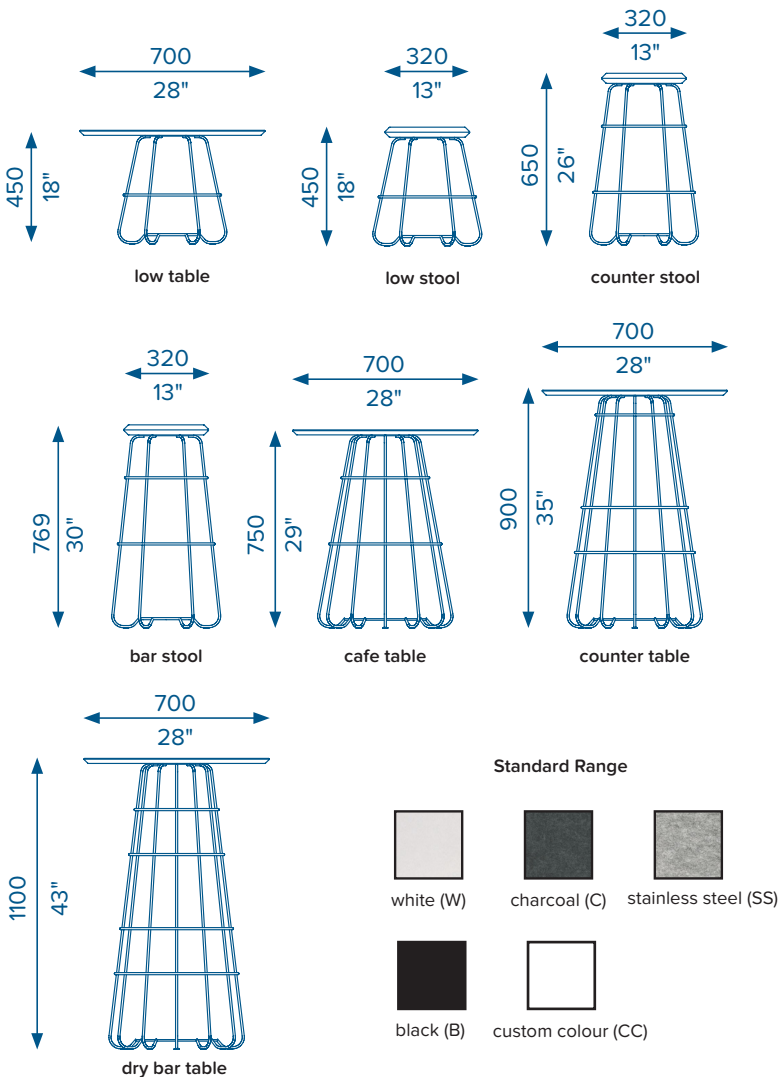 700
28"
450
18"
low table
320
13"
450
18"
low stool
320
13"
650
26"
counter stool
320
13"
769
30"
bar stool
700
28"
750
29"
cafe table
700
28"
900
35"
counter table
700
28"
1100
43"
dry bar table
Standard Range
white (W)
charcoal (C)
stainless steel (SS)
black (B)
custom colour (CC)